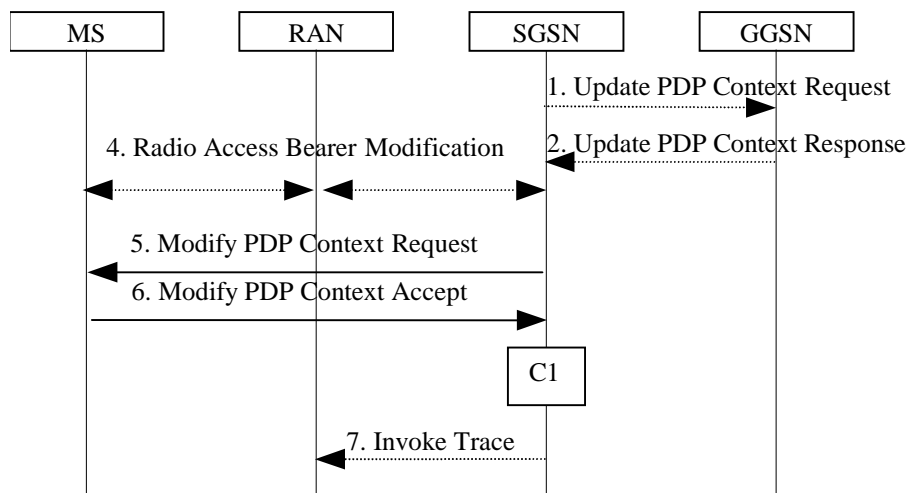 MS
RAN
SGSN
GGSN
1. Update PDP Context Request
2. Update PDP Context Response
4. Radio Access Bearer Modification
5. Modify PDP Context Request
6. Modify PDP Context Accept
C1
7. Invoke Trace